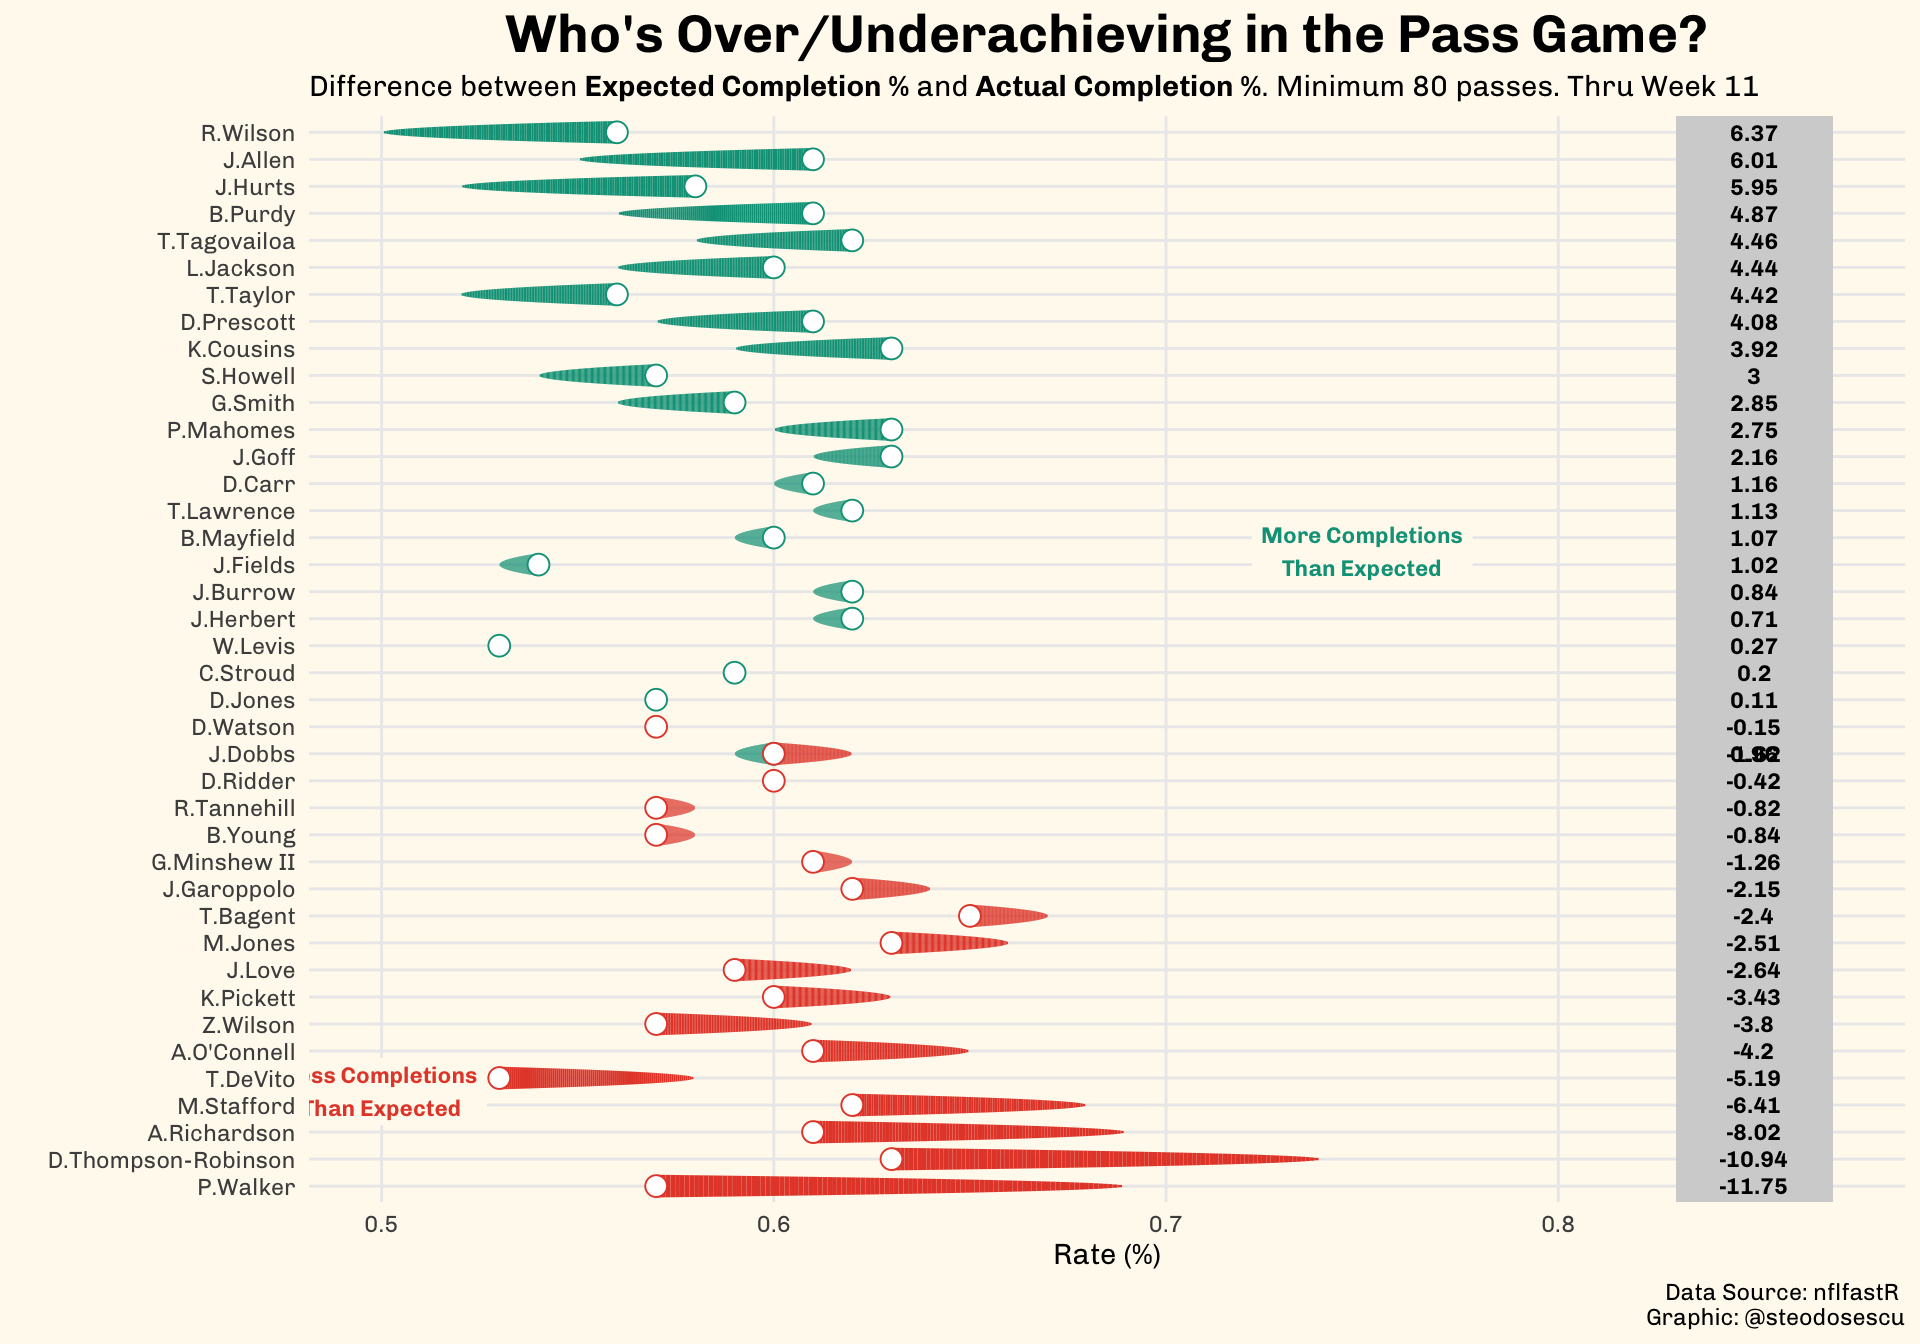 Who's Over/Underachieving in the Pass Game?
Difference between Expected Completion % and Actual Completion %. Minimum 80 passes. Thru Week 11
R.Wilson 6.37
J.Allen 6.01
J.Hurts 5.95
B.Purdy 4.87
T.Tagovailoa 4.46
L.Jackson 4.44
T.Taylor 4.42
D.Prescott 4.08
K.Cousins 3.92
S.Howell 3
G.Smith 2.85
P.Mahomes 2.75
J.Goff 2.16
D.Carr 1.16
T.Lawrence 1.13
B.Mayfield 1.07
More Completions
J.Fields 1.02
Than Expected
J.Burrow 0.84
J.Herbert 0.71
W.Levis 0.27
C.Stroud 0.2
D.Jones 0.11
D.Watson -0.15
J.Dobbs
D.Ridder -0.42
R.Tannehill -0.82
B.Young -0.84
G.Minshew II -1.26
J.Garoppolo -2.15
T.Bagent -2.4
M.Jones -2.51
J.Love -2.64
K.Pickett -3.43
Z.Wilson -3.8
A.O'Connell -4.2
ss Completions
T.DeVito -5.19
Than Expected
M.Stafford -6.41
A.Richardson -8.02
D.Thompson-Robinson -10.94
P.Walker -11.75
0.5 0.6 0.7 0.8
Rate (%)
Data Source: nflfastR
Graphic: @steodosescu